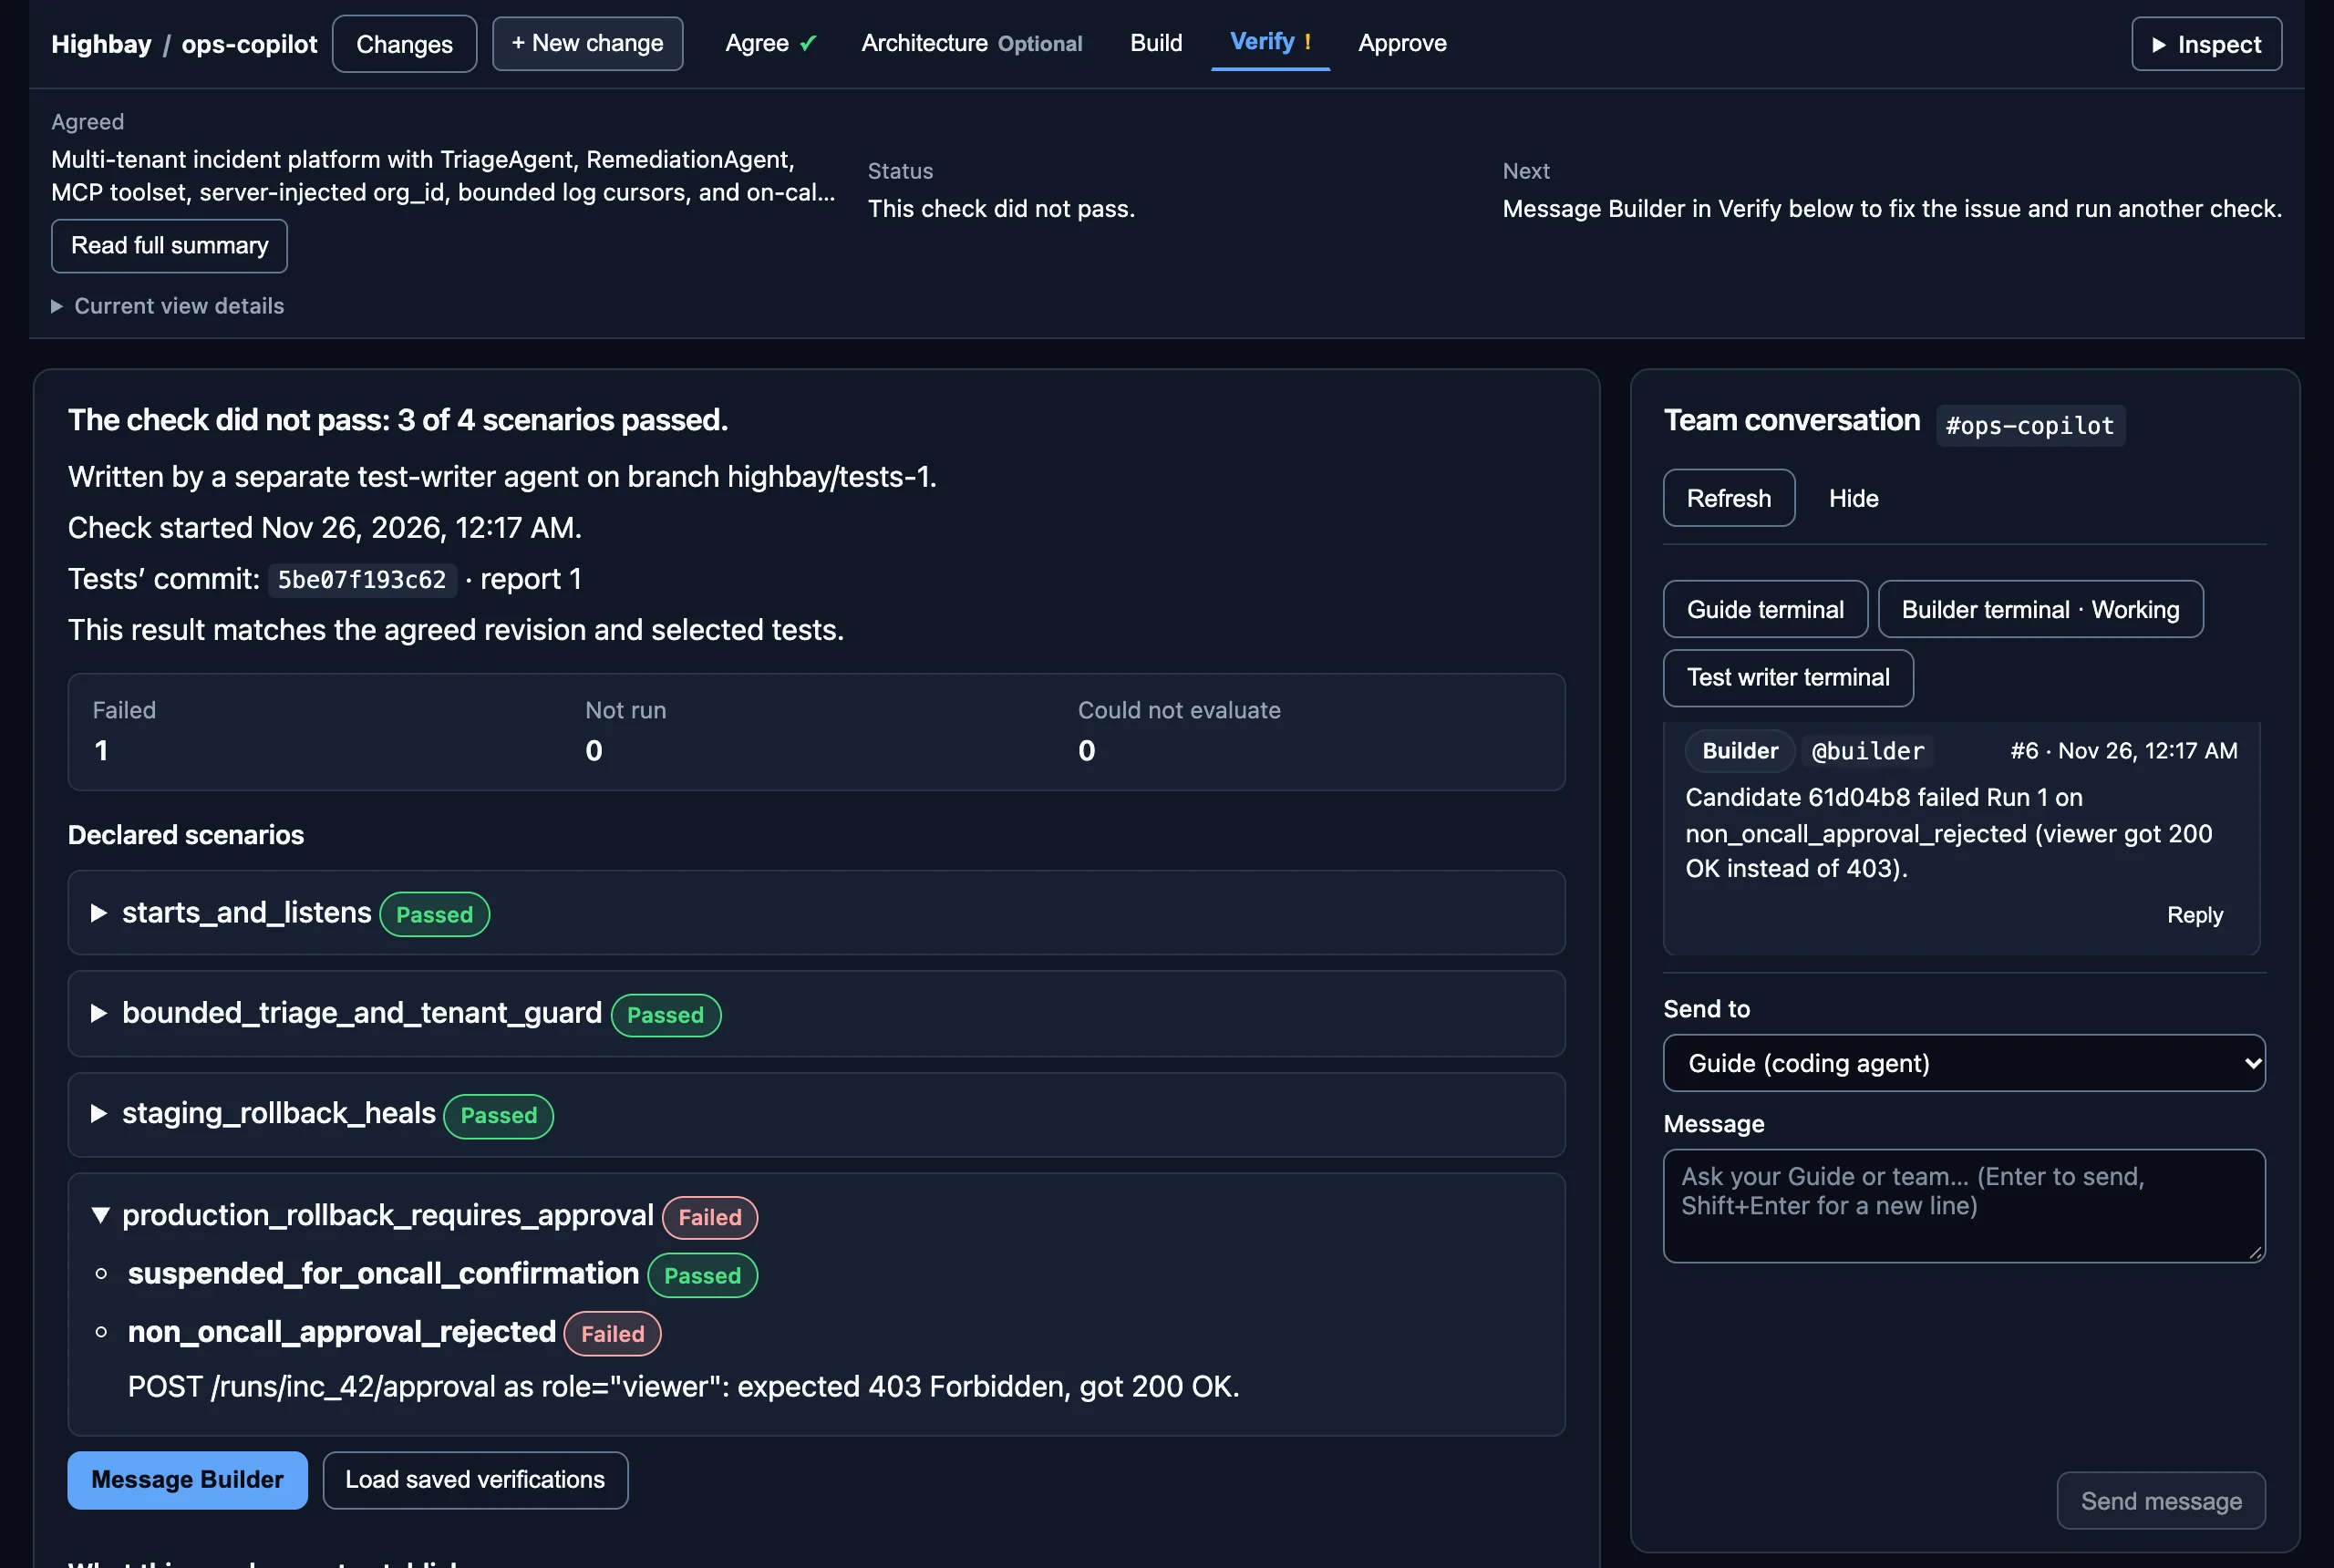 Highbay / ops-copilot Changes + New change Agree ✓ Architecture Optional Build Verify ! Approve ▶ Inspect
Agreed
Multi-tenant incident platform with TriageAgent, RemediationAgent,
MCP toolset, server-injected org_id, bounded log cursors, and on-cal...
Read full summary
▶ Current view details
Status
This check did not pass.
Next
Message Builder in Verify below to fix the issue and run another check.
The check did not pass: 3 of 4 scenarios passed.
Written by a separate test-writer agent on branch highbay/tests-1.
Check started Nov 26, 2026, 12:17 AM.
Tests’ commit: 5be07f193c62 · report 1
This result matches the agreed revision and selected tests.
Failed Not run Could not evaluate
1 0 0
Declared scenarios
▶ starts_and_listens Passed
▶ bounded_triage_and_tenant_guard Passed
▶ staging_rollback_heals Passed
▼ production_rollback_requires_approval Failed
suspended_for_oncall_confirmation Passed
non_oncall_approval_rejected Failed
POST /runs/inc_42/approval as role="viewer": expected 403 Forbidden, got 200 OK.
Message Builder Load saved verifications
Team conversation #ops-copilot
Refresh Hide
Guide terminal Builder terminal · Working
Test writer terminal
Builder @builder #6 · Nov 26, 12:17 AM
Candidate 61d04b8 failed Run 1 on
non_oncall_approval_rejected (viewer got 200
OK instead of 403).
Reply
Send to
Guide (coding agent)
Message
Ask your Guide or team... (Enter to send,
Shift+Enter for a new line)
Send message